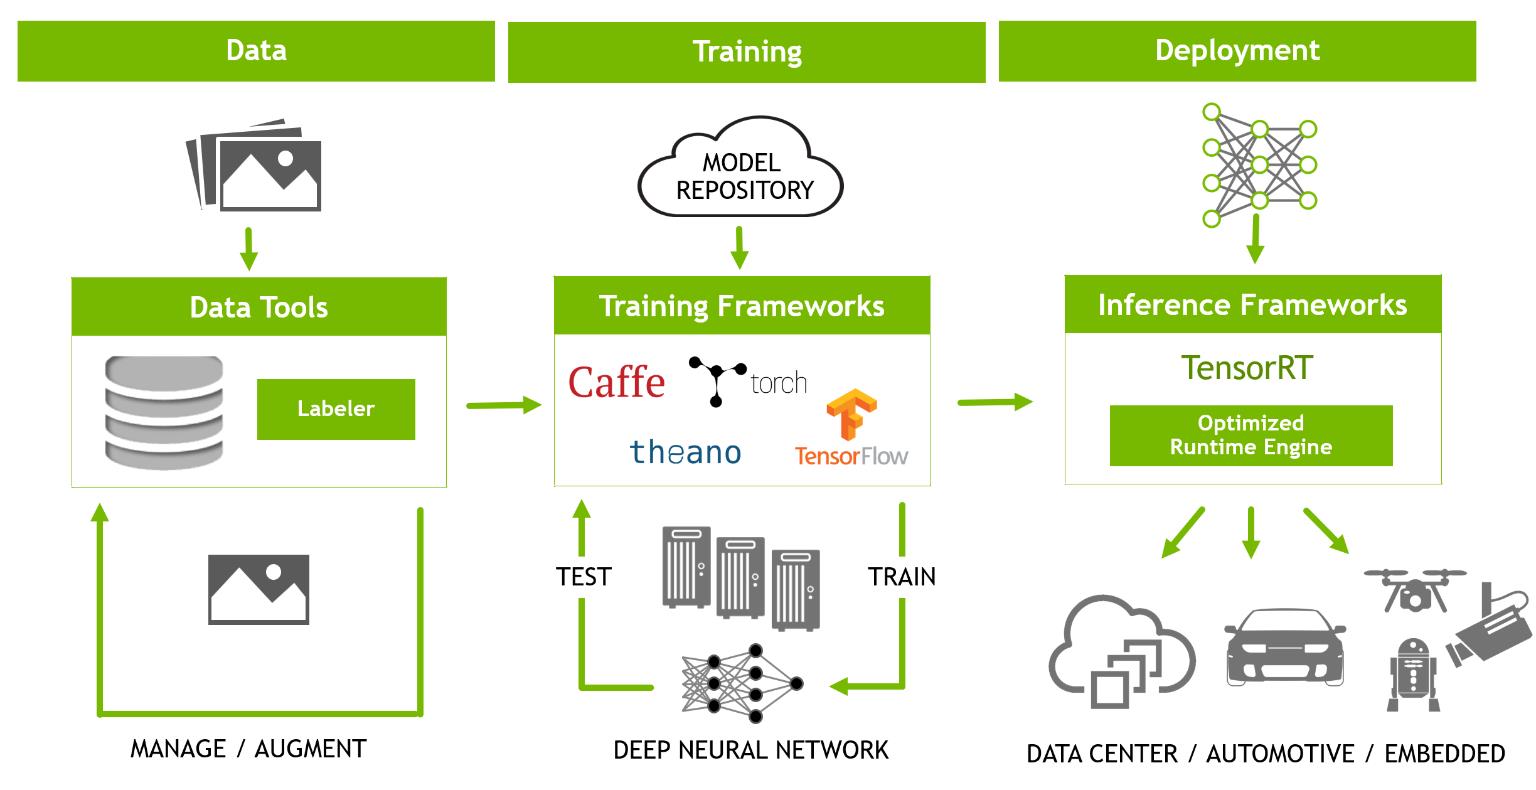 Data
Training
Deployment
MODEL
REPOSITORY
Data Tools
Training Frameworks
Inference Frameworks
Labeler
Caffe
torch
theano
TensorFlow
TensorRT
Optimized
Runtime Engine
TEST
TRAIN
MANAGE / AUGMENT
DEEP NEURAL NETWORK
DATA CENTER / AUTOMOTIVE / EMBEDDED